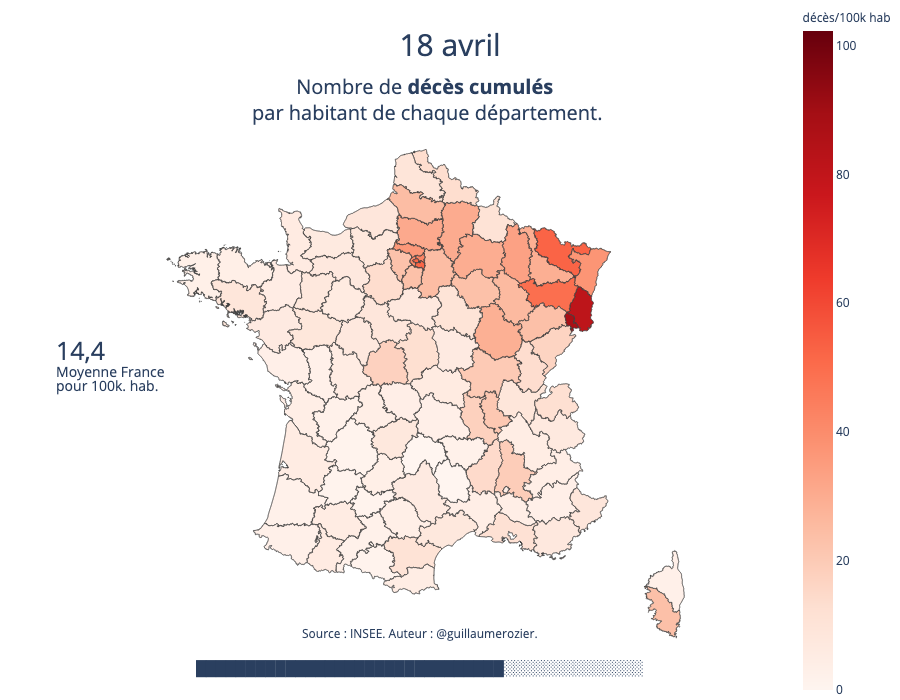 décès/100k hab
18 avril
Nombre de décès cumulés
par habitant de chaque département.
100
80
60
40
20
0
14,4
Moyenne France
pour 100k. hab.
Source : INSEE. Auteur : @guillaumerozier.